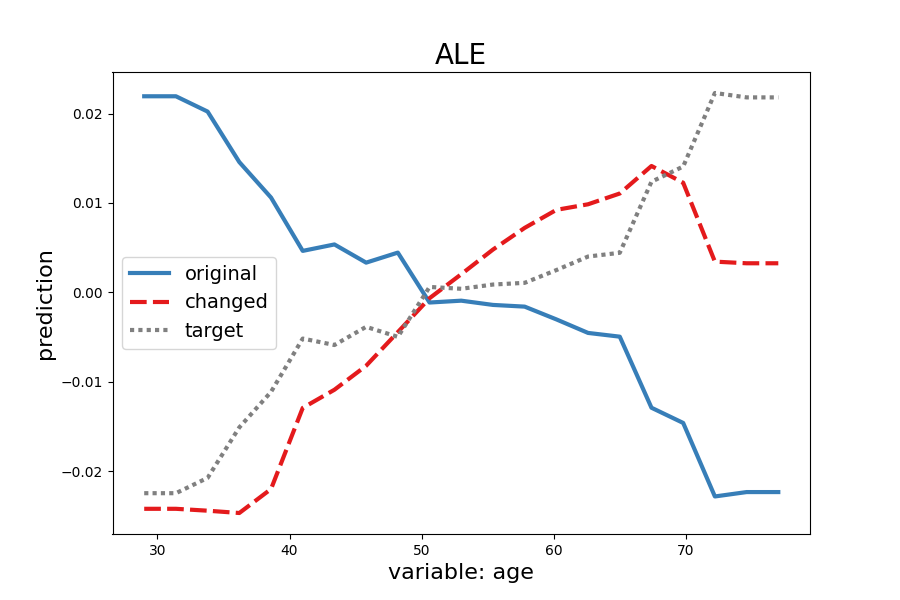 ALE
prediction
0.02
0.01
0.00
−0.01
−0.02
original
changed
target
30 40 50 60 70
variable: age